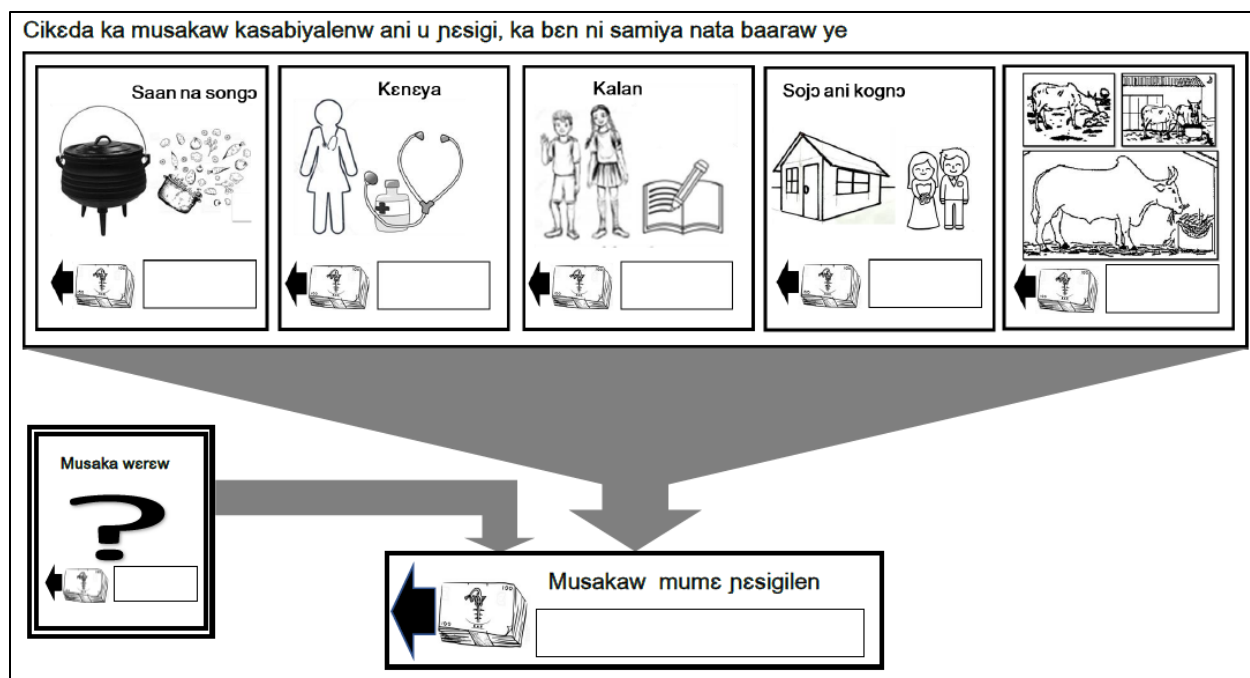 Cikɛda ka musakaw kasabiyalenw ani u ɲɛsigi, ka bɛn ni samiya nata baaraw ye
Saan na songɔ
Kɛnɛya
Kalan
Sojɔ ani kognɔ
Musaka wɛrɛw
?
Musakaw mumɛ ɲɛsigilen